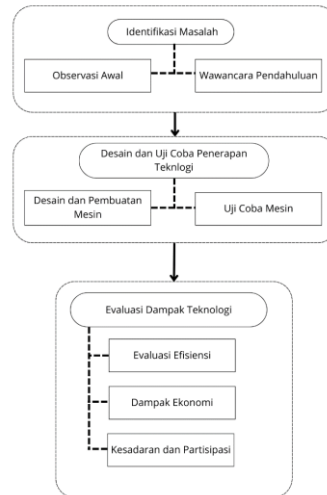 Identifikasi Masalah
Observasi Awal
Wawancara Pendahuluan
Desain dan Uji Coba Penerapan
Teknlogi
Desain dan Pembuatan
Mesin
Uji Coba Mesin
Evaluasi Dampak Teknologi
Evaluasi Efisiensi
Dampak Ekonomi
Kesadaran dan Partisipasi